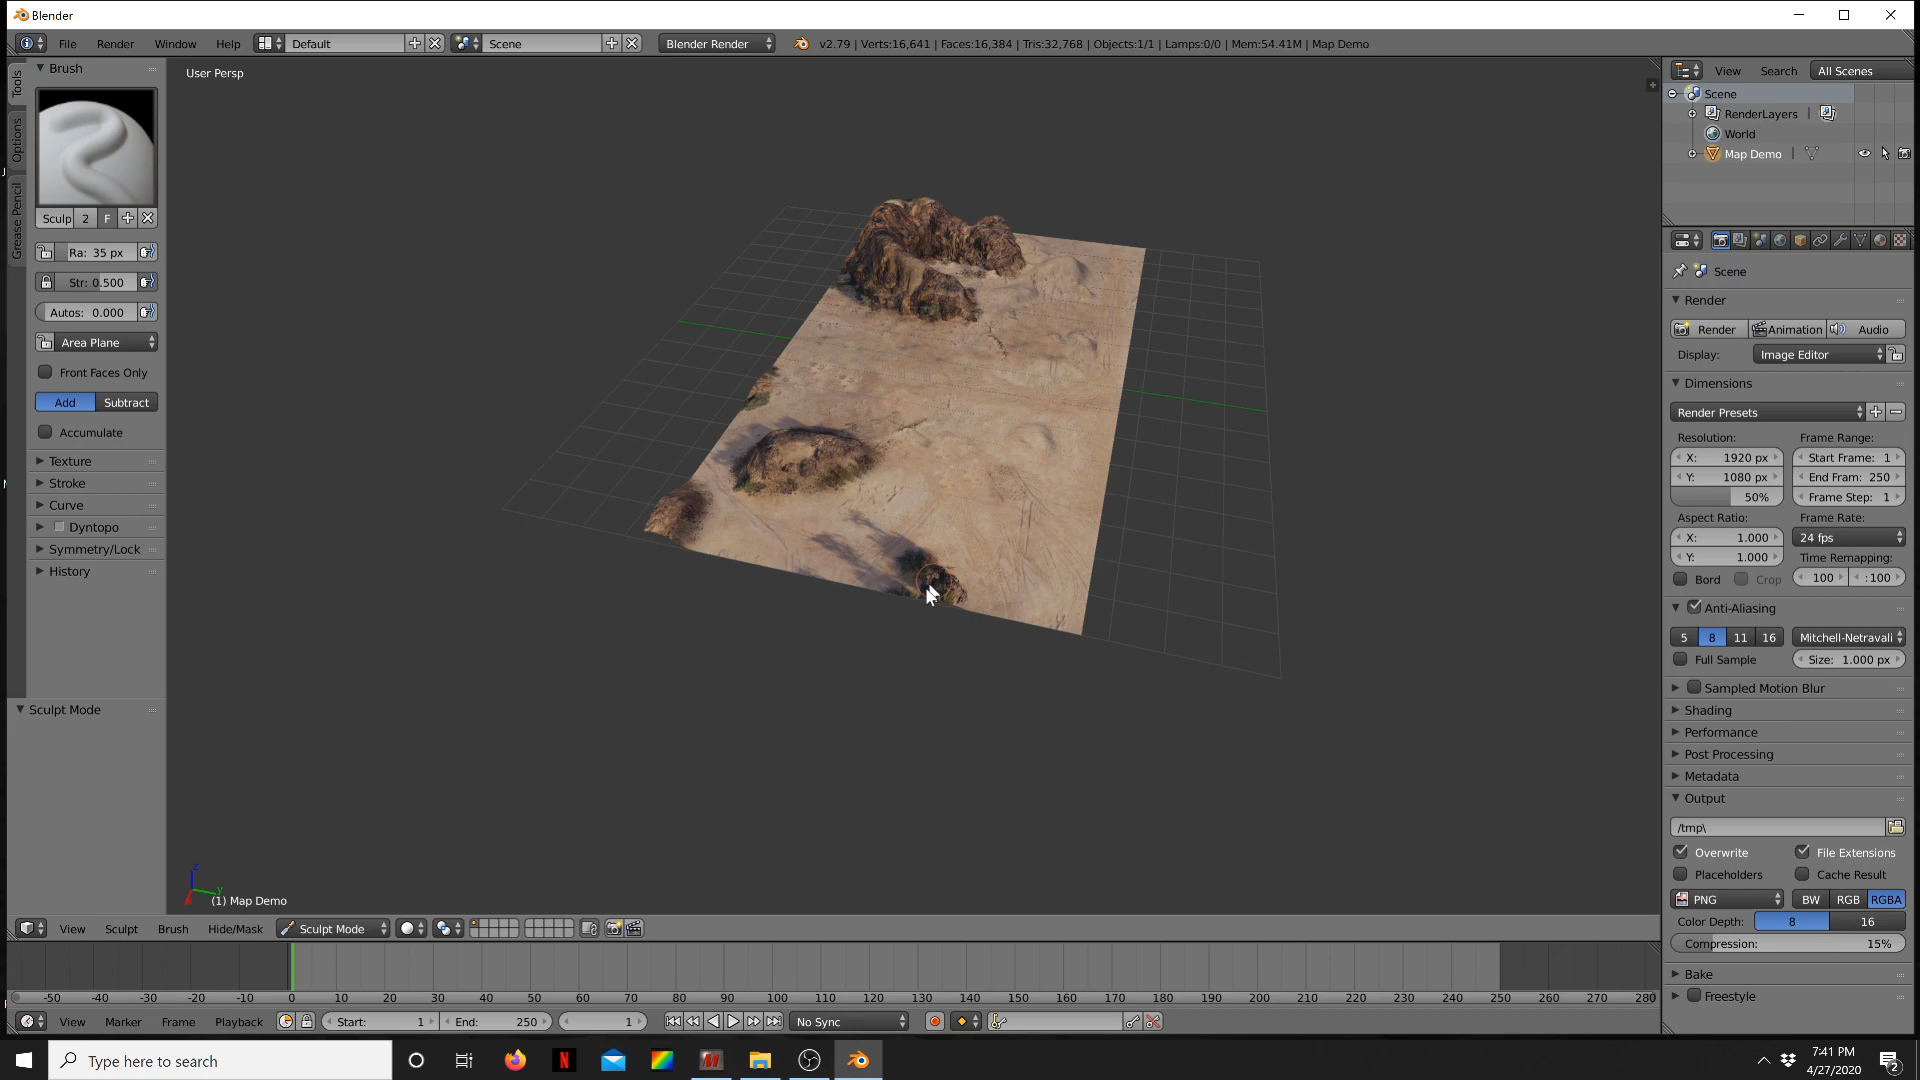 Blender
File Render Window Help Default Scene Blender Render v2.79 | Verts:16,641 | Faces:16,384 | Tris:32,768 | Objects:1/1 | Lamps:0/0 | Mem:54.41M | Map Demo
Tools
Options
Grease Pencil
Brush
Sculp 2 F
Ra: 35 px
Str: 0.500
Autos: 0.000
Area Plane
Front Faces Only
Add Subtract
Accumulate
Texture
Stroke
Curve
Dyntopo
Symmetry/Lock
History
Sculpt Mode
User Persp
z
y
(1) Map Demo
View Sculpt Brush Hide/Mask Sculpt Mode
View Search All Scenes
Scene
RenderLayers
World
Map Demo
Scene
Render
Render Animation Audio
Display: Image Editor
Dimensions
Render Presets
Resolution: Frame Range:
X: 1920 px Start Frame: 1
Y: 1080 px End Fram: 250
50% Frame Step: 1
Aspect Ratio: Frame Rate:
X: 1.000 24 fps
Y: 1.000 Time Remapping:
Bord Crop 100 :100
Anti-Aliasing
5 8 11 16 Mitchell-Netravali
Full Sample Size: 1.000 px
Sampled Motion Blur
Shading
Performance
Post Processing
Metadata
Output
/tmp\
Overwrite File Extensions
Placeholders Cache Result
PNG BW RGB RGBA
Color Depth: 8 16
Compression: 15%
Bake
Freestyle
-50 -40 -30 -20 -10 0 10 20 30 40 50 60 70 80 90 100 110 120 130 140 150 160 170 180 190 200 210 220 230 240 250 260 270 280
View Marker Frame Playback Start: 1 End: 250 1 No Sync
Type here to search
7:41 PM
4/27/2020
2